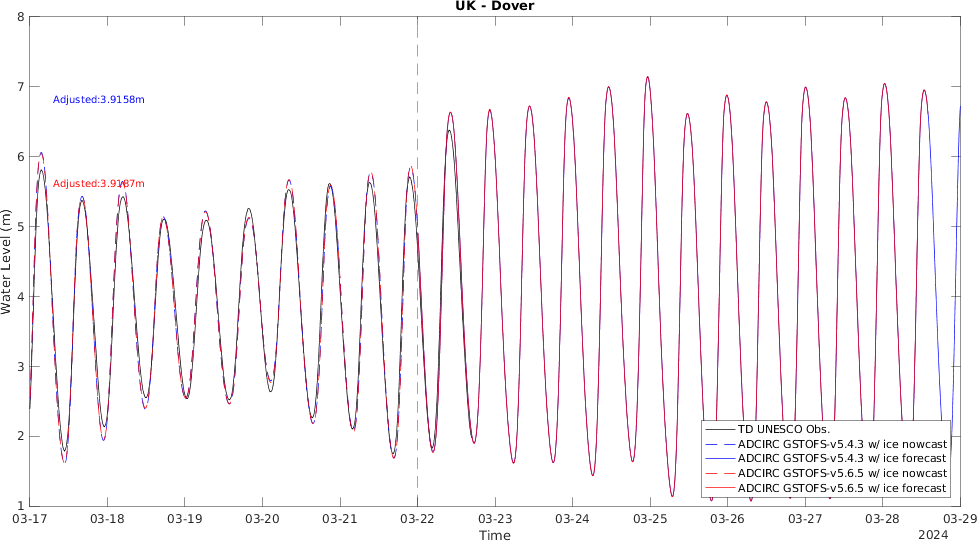 UK - Dover
8
7
6
5
4
3
2
1
Water Level (m)
Adjusted:3.9158m
Adjusted:3.9187m
TD UNESCO Obs.
ADCIRC GSTOFS-v5.4.3 w/ ice nowcast
ADCIRC GSTOFS-v5.4.3 w/ ice forecast
ADCIRC GSTOFS-v5.6.5 w/ ice nowcast
ADCIRC GSTOFS-v5.6.5 w/ ice forecast
03-17 03-18 03-19 03-20 03-21 03-22 03-23 03-24 03-25 03-26 03-27 03-28 03-29
Time
2024